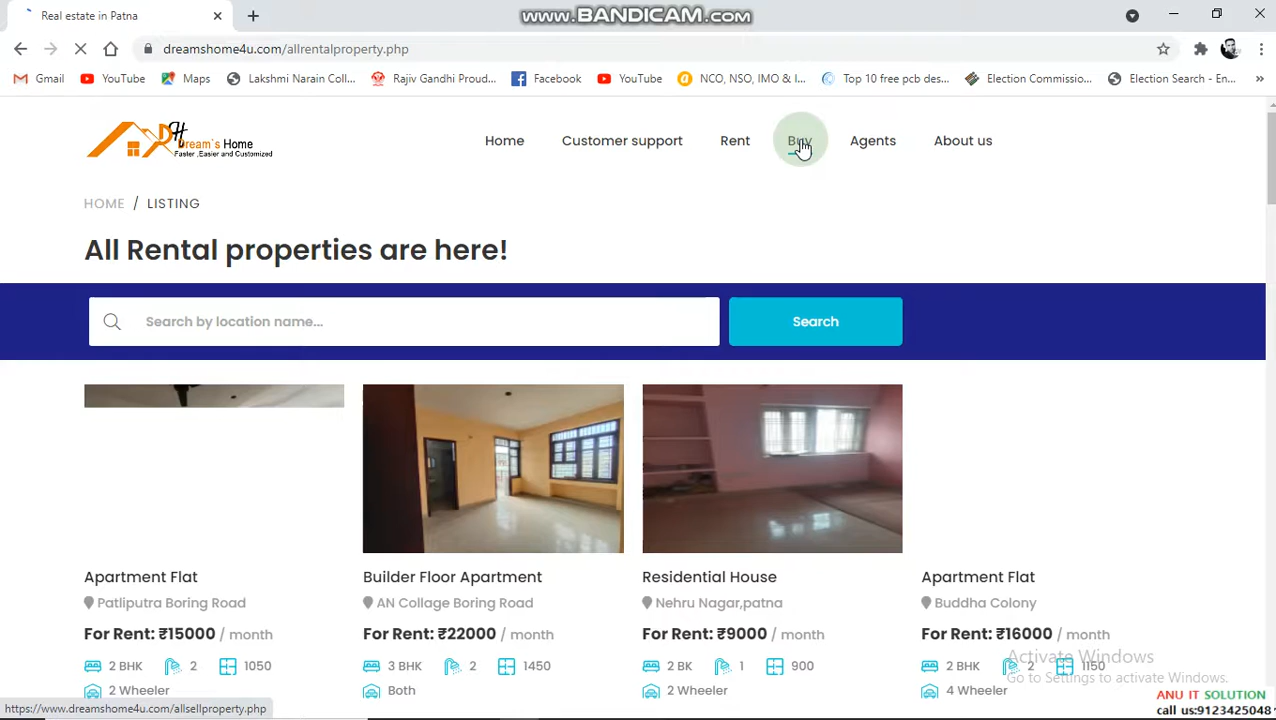 Real estate in Patna
www.BANDICAM.com
dreamshome4u.com/allrentalproperty.php
Gmail
YouTube
Maps
Lakshmi Narain Coll...
Rajiv Gandhi Proud...
Facebook
YouTube
NCO, NSO, IMO & I...
Top 10 free pcb des...
Election Commissio...
Election Search - En...
DH
Dream`s Home
Faster ,Easier and Customized
Home
Customer support
Rent
Buy
Agents
About us
HOME / LISTING
All Rental properties are here!
Search by location name...
Search
Apartment Flat
Builder Floor Apartment
Residential House
Apartment Flat
Patliputra Boring Road
AN Collage Boring Road
Nehru Nagar,patna
Buddha Colony
For Rent: ₹15000 / month
For Rent: ₹22000 / month
For Rent: ₹9000 / month
For Rent: ₹16000 / month
2 BHK 2 1050
3 BHK 2 1450
2 BK 1 900
2 BHK 2 1150
2 Wheeler
Both
2 Wheeler
4 Wheeler
Activate Windows
Go to Settings to activate Windows.
https://www.dreamshome4u.com/allsellproperty.php
ANU IT SOLUTION
call us:9123425048